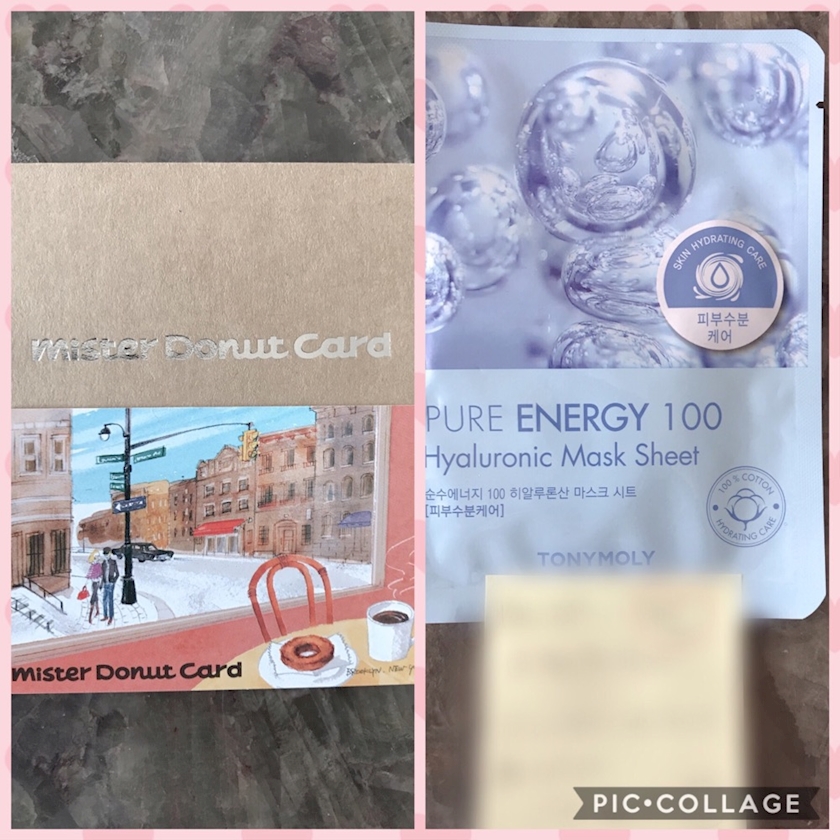 mister Donut Card
mister Donut Card
SKIN HYDRATING CARE
피부수분
케어
PURE ENERGY 100
Hyaluronic Mask Sheet
순수에너지 100 히알루론산 마스크 시트
[피부수분케어]
100 % COTTON
HYDRATING CARE
TONYMOLY
PIC•COLLAGE